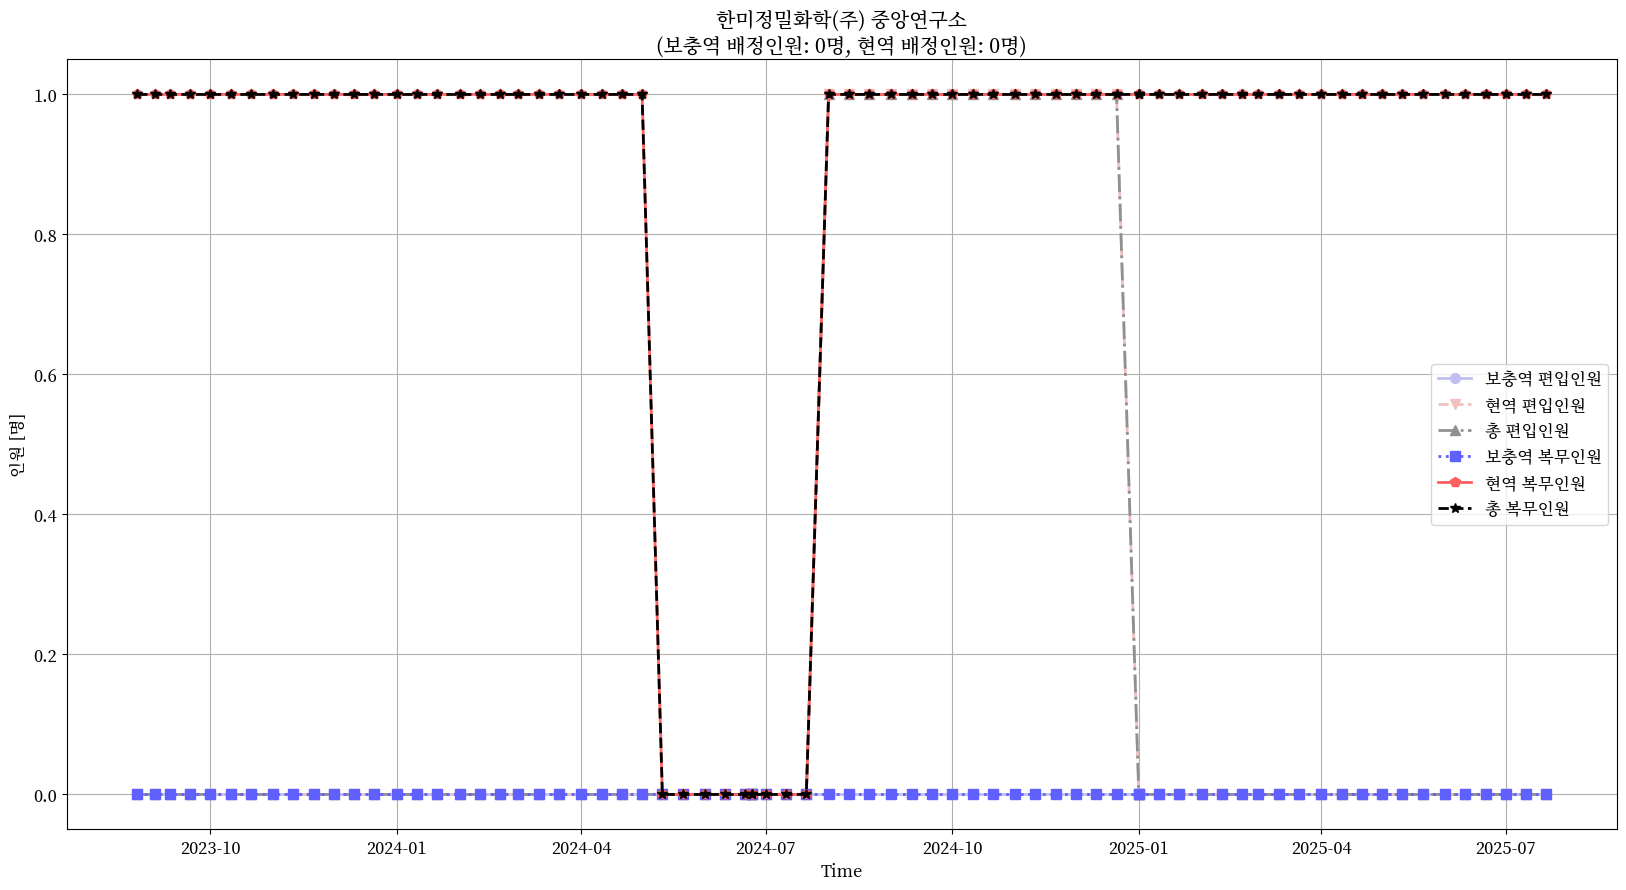 한미정밀화학(주) 중앙연구소
(보충역 배정인원: 0명, 현역 배정인원: 0명)
1.0
0.8
0.6
0.4
0.2
0.0
인원 [명]
보충역 편입인원
현역 편입인원
총 편입인원
보충역 복무인원
현역 복무인원
총 복무인원
2023-10
2024-01
2024-04
2024-07
2024-10
2025-01
2025-04
2025-07
Time